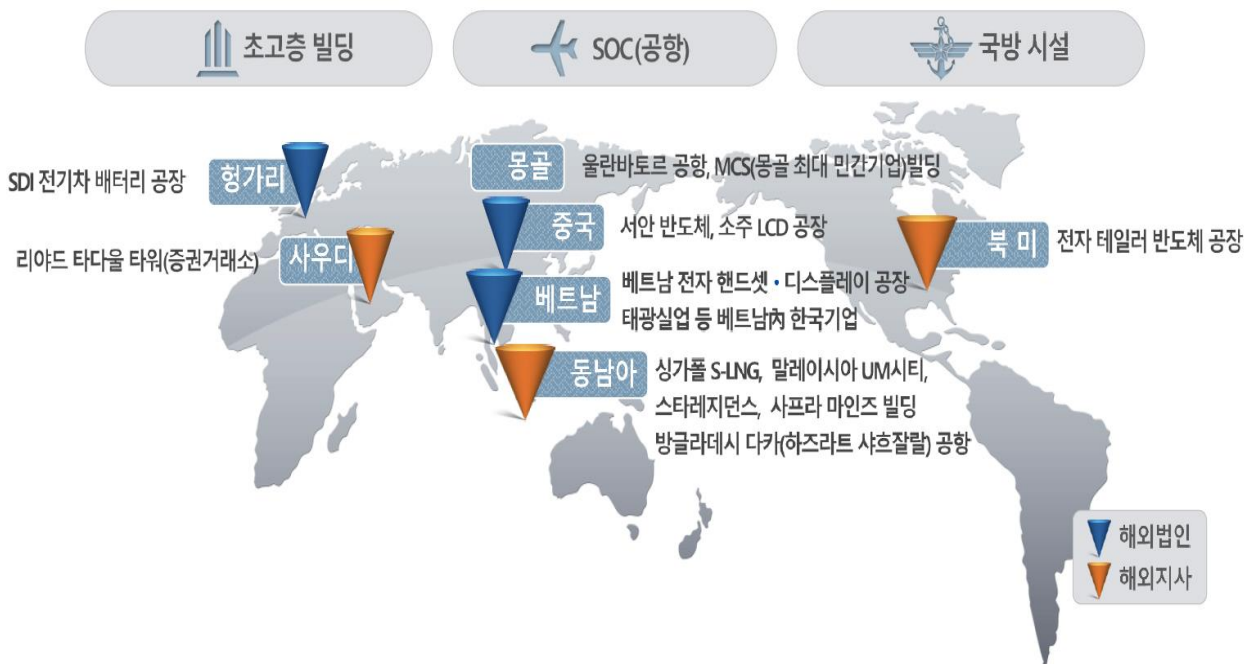 초고층 빌딩
SOC(공항)
국방 시설
SDI 전기차 배터리 공장
헝가리
몽골
울란바토르 공항, MCS(몽골 최대 민간기업)빌딩
중국
서안 반도체, 소주 LCD 공장
리야드 타다울 타워(증권거래소)
사우디
북 미
전자 테일러 반도체 공장
베트남
베트남 전자 핸드셋 • 디스플레이 공장
태광실업 등 베트남內 한국기업
동남아
싱가폴 S-LNG, 말레이시아 UM시티,
스타레지던스, 사프라 마인즈 빌딩
방글라데시 다카(하즈라트 샤흐잘랄) 공항
해외법인
해외지사